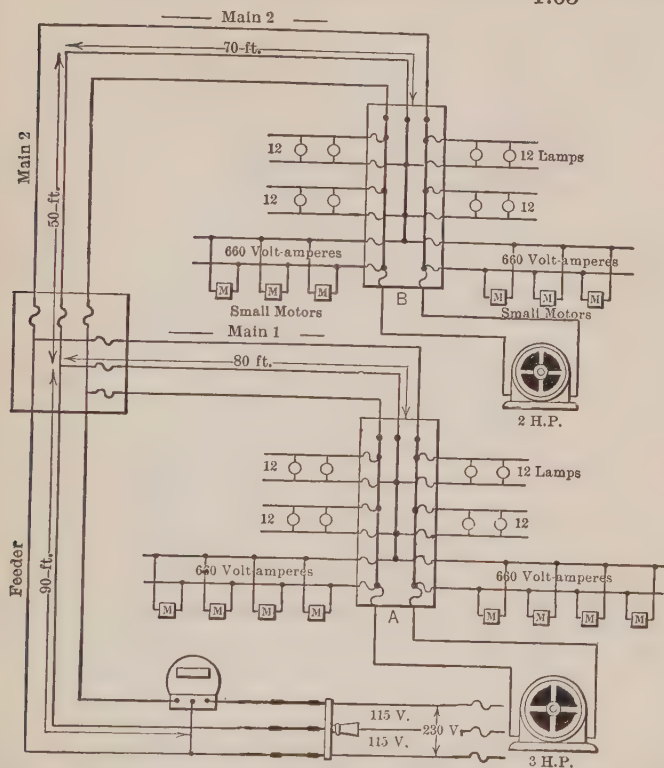 1.05
Main 2
70-ft.
Main 2
50-ft.
12
12 Lamps
12
12
660 Volt-amperes
660 Volt-amperes
M
M
M
M
M
M
Small Motors
Small Motors
B
Main 1
80 ft.
2 H.P.
12
12 Lamps
12
12
660 Volt-amperes
660 Volt-amperes
M
M
M
M
M
M
M
M
A
Feeder
90-ft.
115 V.
230 V.
115 V.
3 H.P.